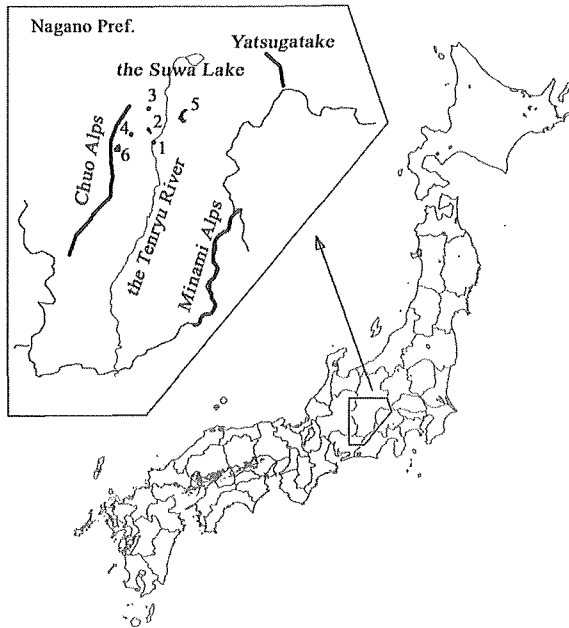 Nagano Pref.
Yatsugatake
the Suwa Lake
3
5
2
4
1
6
Chuo Alps
the Tenryu River
Minami Alps